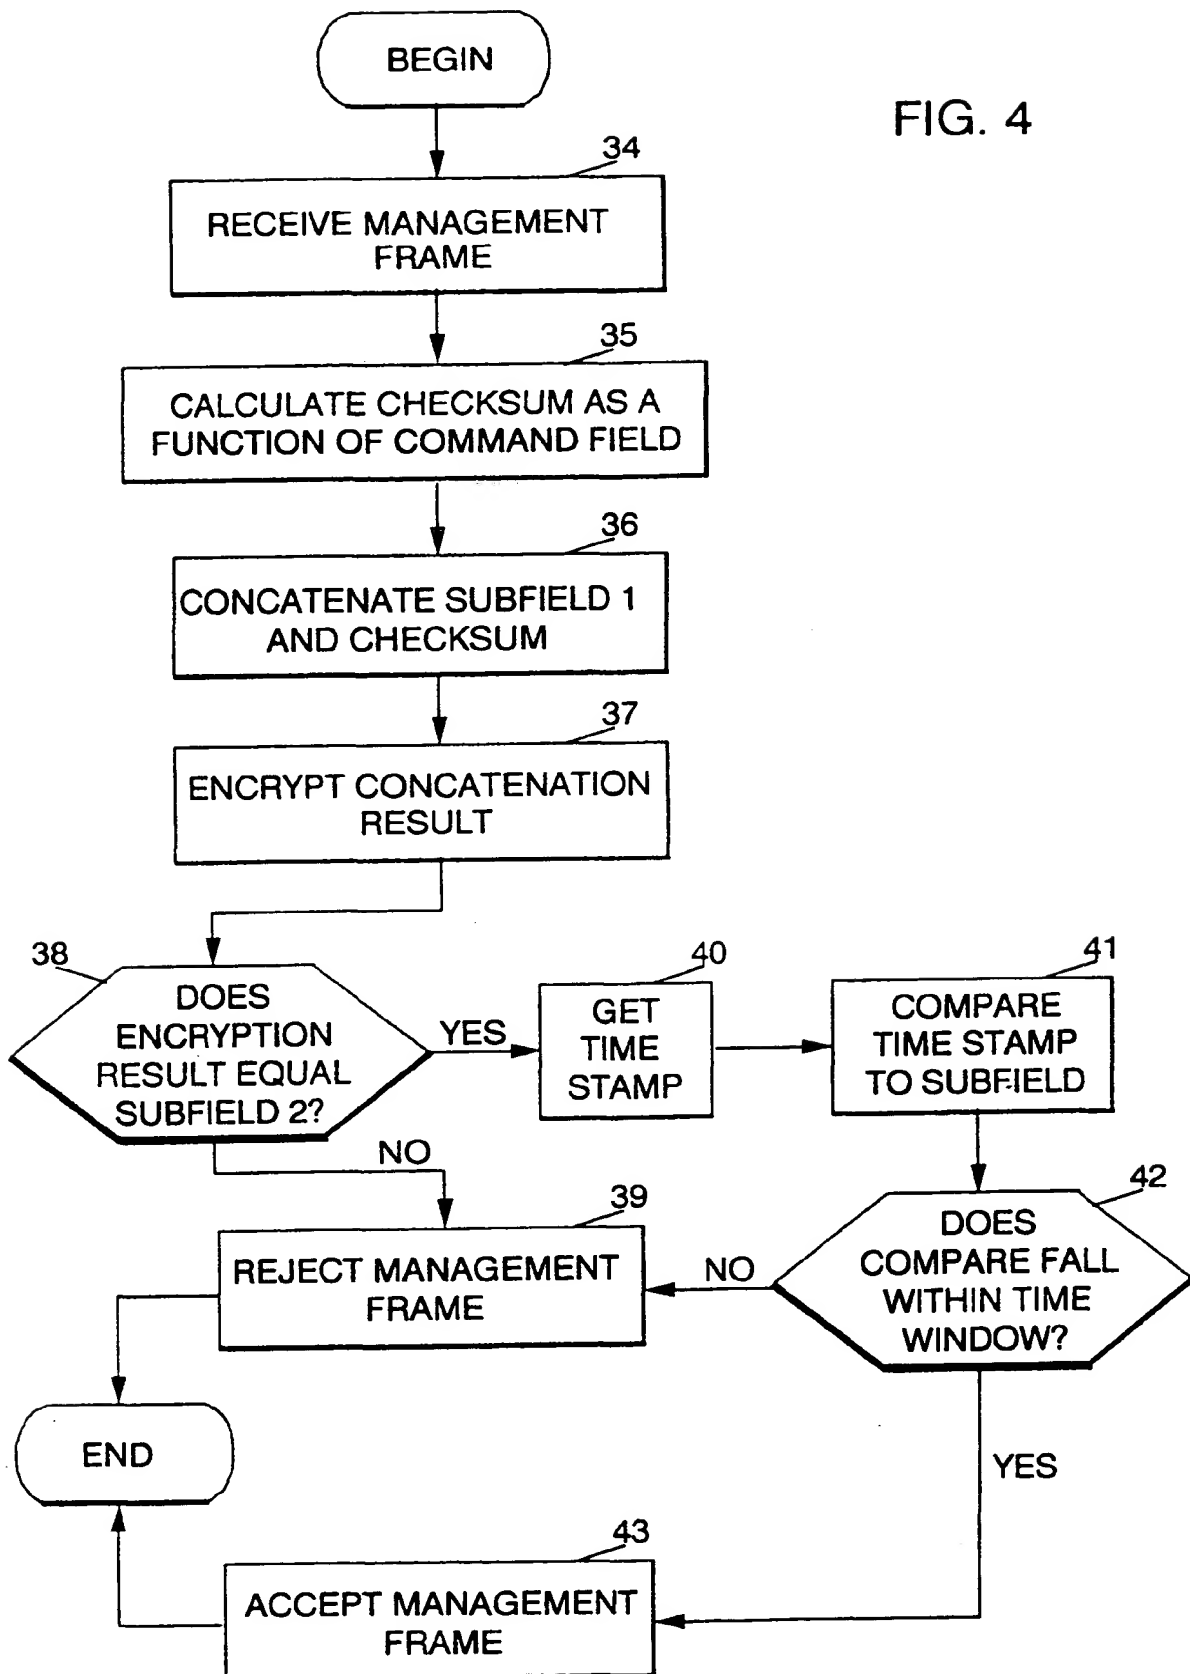 BEGIN
FIG. 4
34
RECEIVE MANAGEMENT
FRAME
35
CALCULATE CHECKSUM AS A
FUNCTION OF COMMAND FIELD
36
CONCATENATE SUBFIELD 1
AND CHECKSUM
37
ENCRYPT CONCATENATION
RESULT
38
DOES
ENCRYPTION
RESULT EQUAL
SUBFIELD 2?
YES
40
GET
TIME
STAMP
41
COMPARE
TIME STAMP
TO SUBFIELD
NO
39
REJECT MANAGEMENT
FRAME
NO
42
DOES
COMPARE FALL
WITHIN TIME
WINDOW?
END
YES
43
ACCEPT MANAGEMENT
FRAME